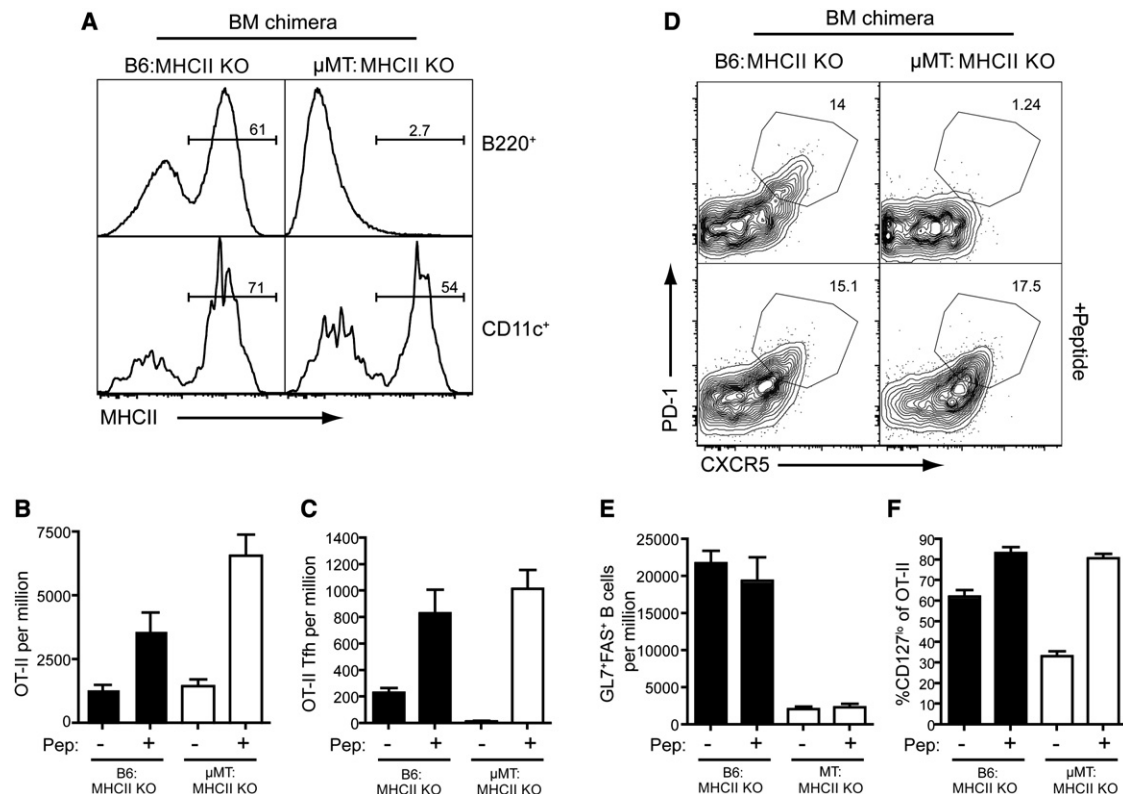 A
BM chimera
B6:MHCII KO
µMT:MHCII KO
61
2.7
B220⁺
71
54
CD11c⁺
MHCII
D
BM chimera
B6:MHCII KO
µMT:MHCII KO
14
1.24
15.1
17.5
+Peptide
PD-1
CXCR5
B
OT-II per million
7500
5000
2500
0
Pep: - + - +
B6:
MHCII KO
µMT:
MHCII KO
C
OT-II Tfh per million
1400
1200
1000
800
600
400
200
0
- + - +
B6:
MHCII KO
µMT:
MHCII KO
E
GL7⁺FAS⁺ B cells
per million
25000
20000
15000
10000
5000
0
Pep: - + - +
B6:
MHCII KO
MT:
MHCII KO
F
%CD127ˡᵒ of OT-II
90
80
70
60
50
40
30
20
10
0
- + - +
B6:
MHCII KO
µMT:
MHCII KO